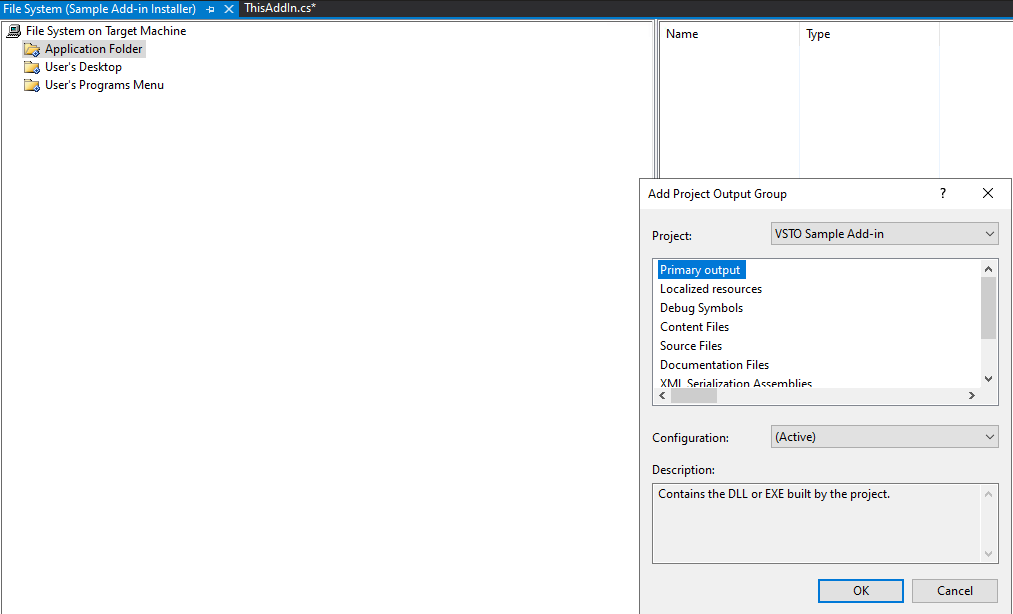 File System (Sample Add-in Installer) ThisAddIn.cs*
File System on Target Machine
Application Folder
User's Desktop
User's Programs Menu
Name Type
Add Project Output Group ?
Project: VSTO Sample Add-in
Primary output
Localized resources
Debug Symbols
Content Files
Source Files
Documentation Files
XML Serialization Assemblies
Configuration: (Active)
Description:
Contains the DLL or EXE built by the project.
OK Cancel